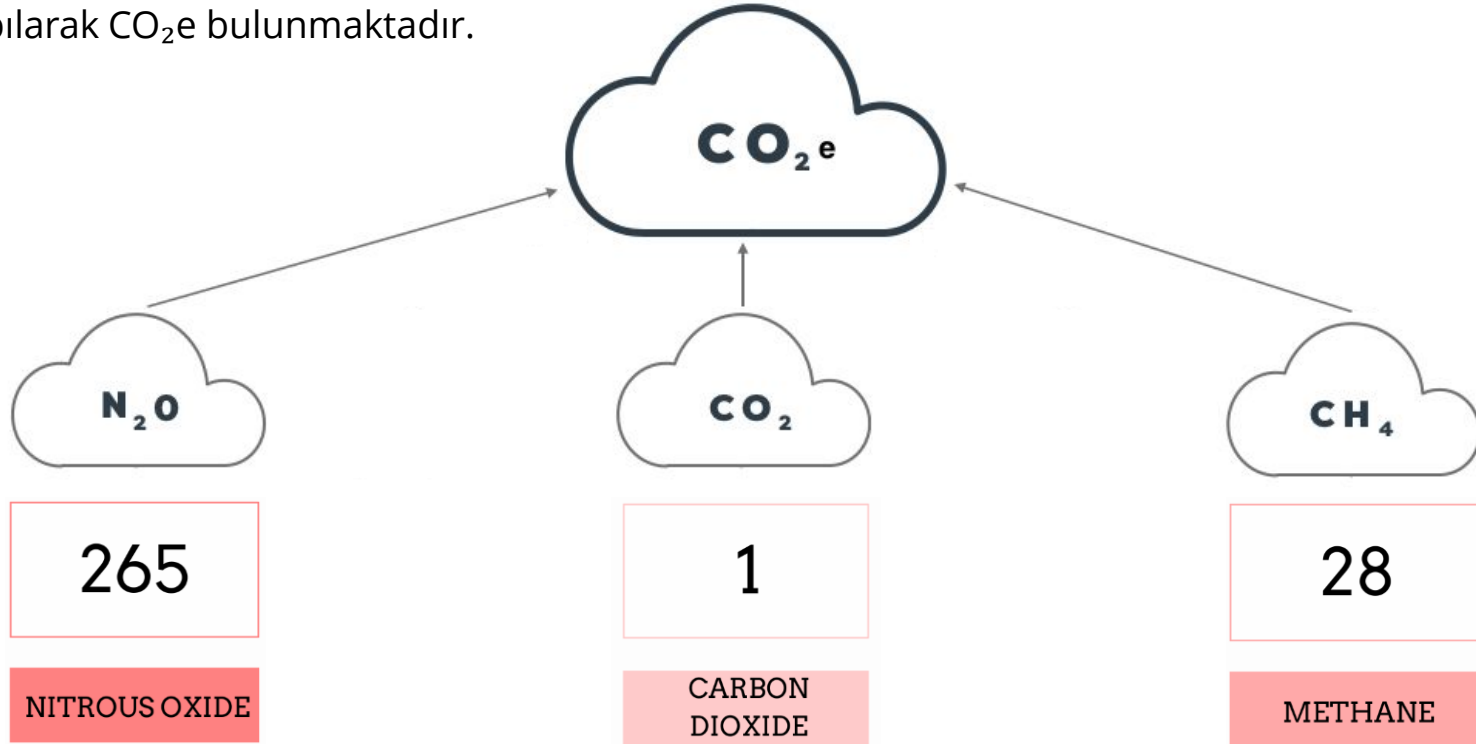 bılarak CO₂e bulunmaktadır.
CO₂e
N₂O
CO₂
CH₄
265
1
28
NITROUS OXIDE
CARBON
DIOXIDE
METHANE